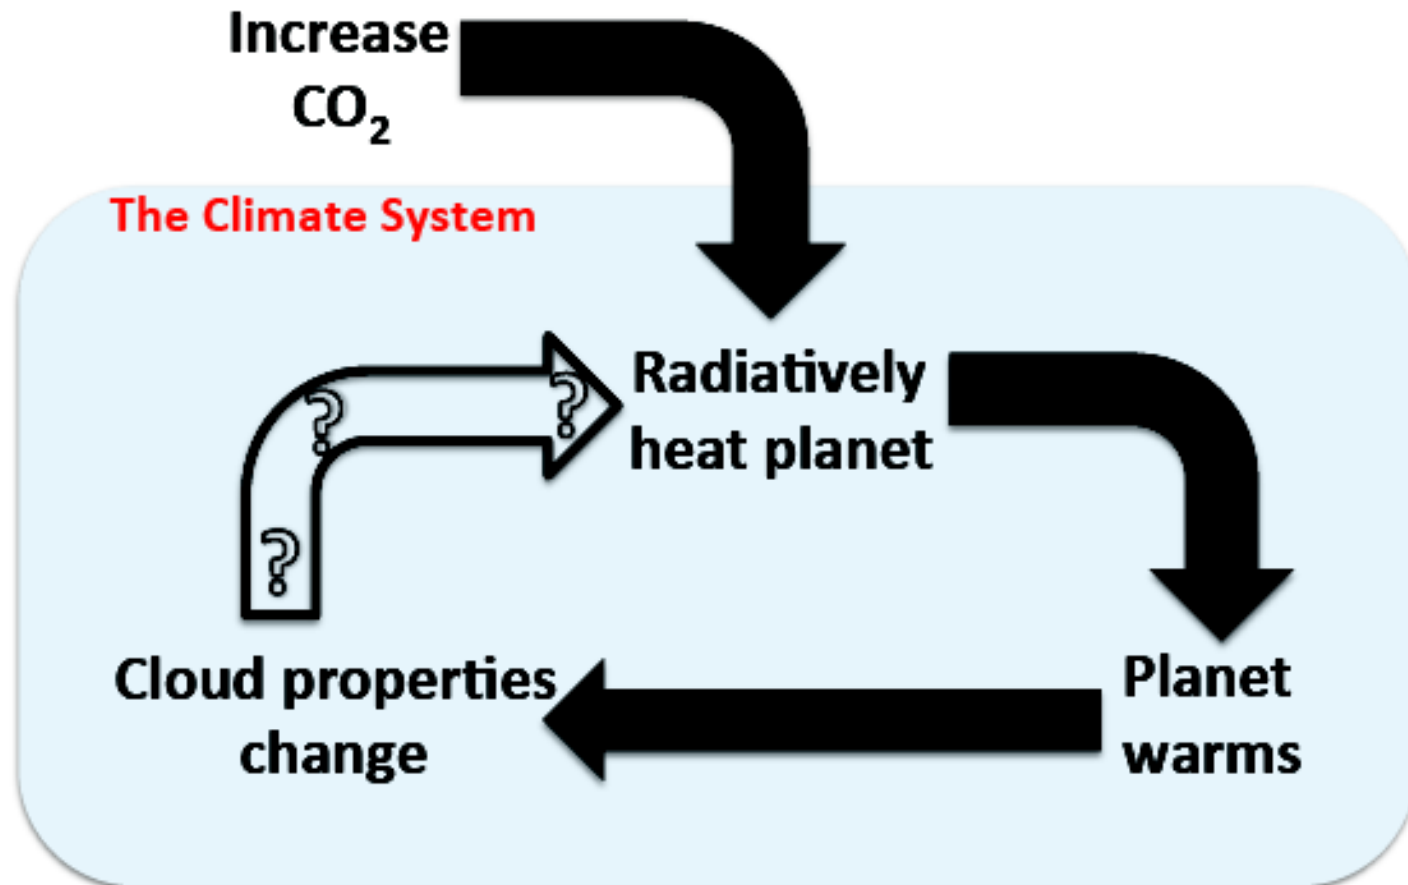 Increase
CO₂
The Climate System
Radiatively
heat planet
?
?
?
Cloud properties
change
Planet
warms